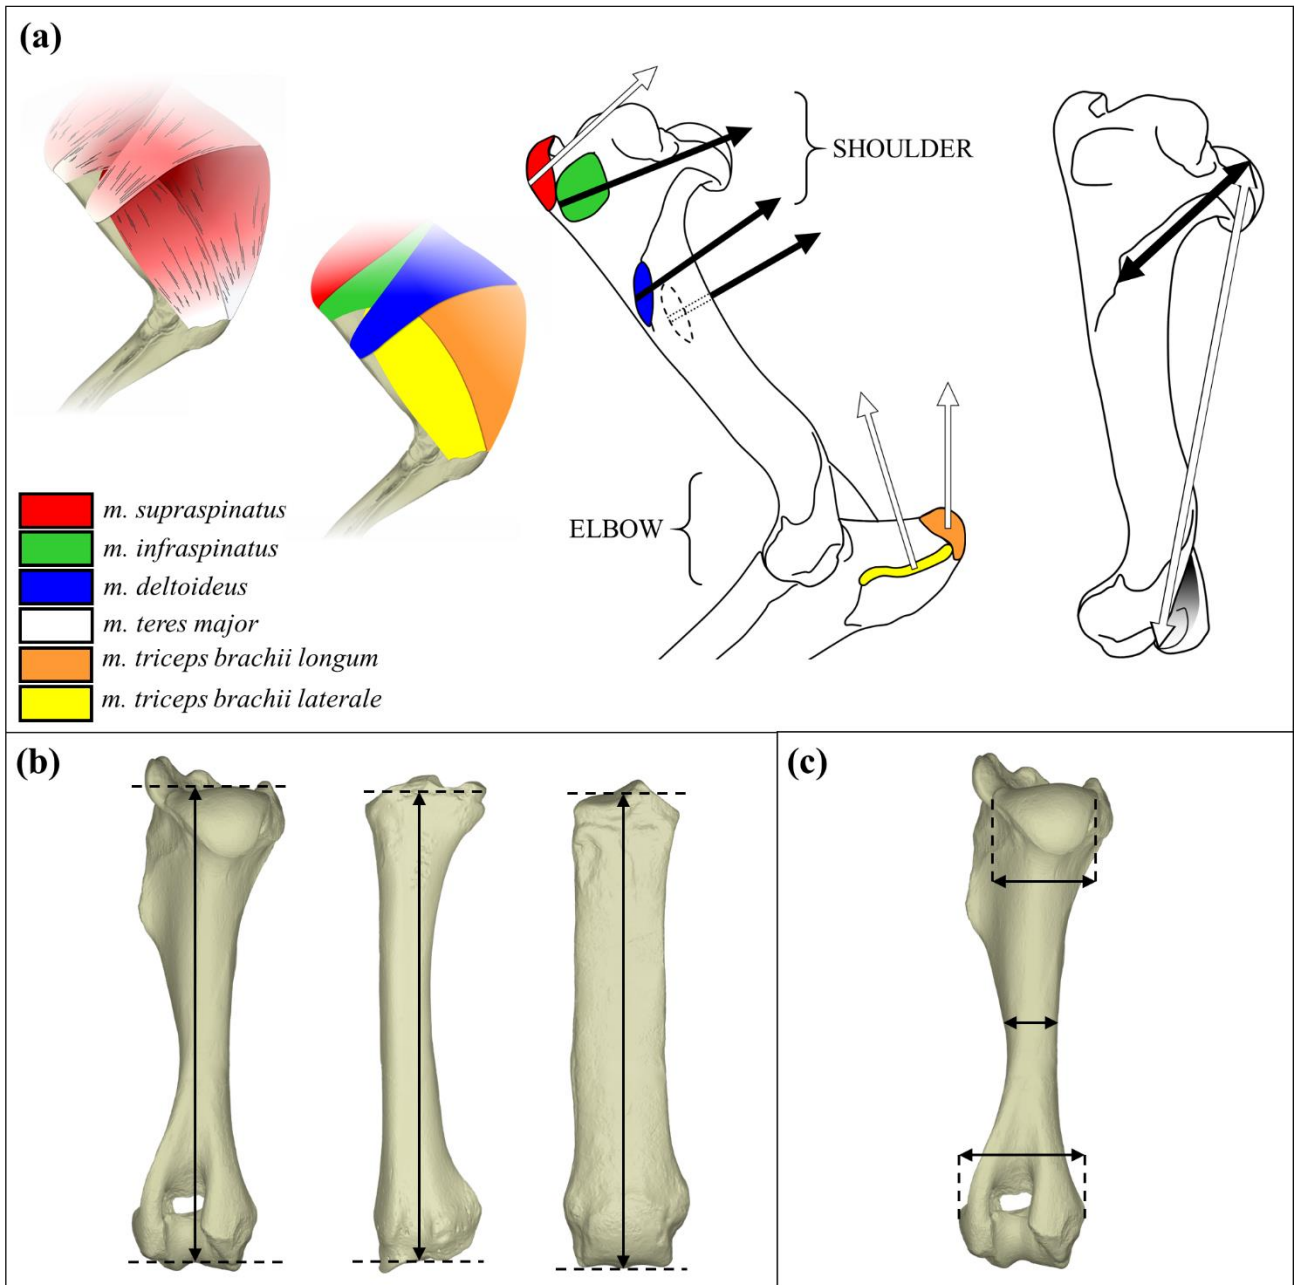 (a)
SHOULDER
ELBOW
m. supraspinatus
m. infraspinatus
m. deltoideus
m. teres major
m. triceps brachii longum
m. triceps brachii laterale
(b)
(c)